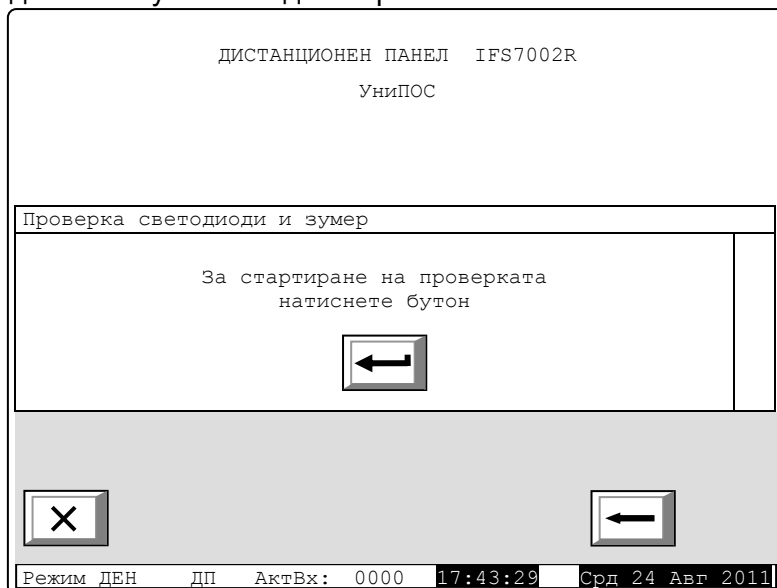 ДИСТАНЦИОНЕН ПАНЕЛ IFS7002R
УниПОС
Проверка светодиоди и зумер
За стартиране на проверката
натиснете бутон
Режим ДЕН ДП АктВх: 0000 17:43:29 Срд 24 Авг 2011